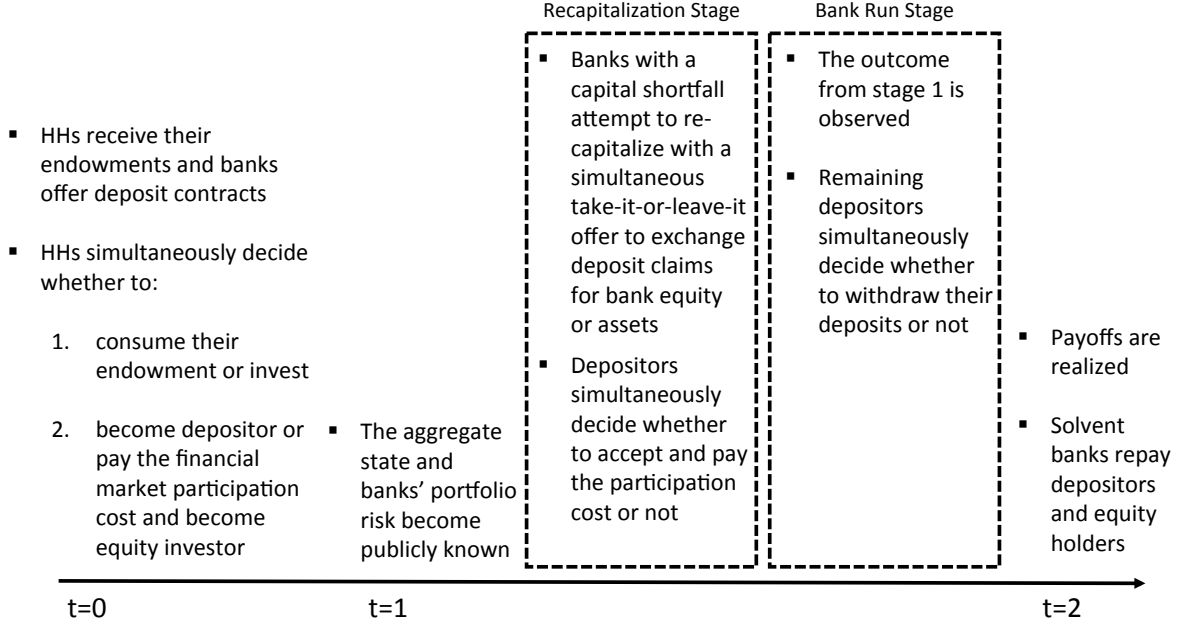 Recapitalization Stage
Bank Run Stage
▪ HHs receive their
endowments and banks
offer deposit contracts
▪ HHs simultaneously decide
whether to:
1. consume their
endowment or invest
2. become depositor or
pay the financial
market participation
cost and become
equity investor
▪ The aggregate
state and
banks' portfolio
risk become
publicly known
▪ Banks with a
capital shortfall
attempt to re-
capitalize with a
simultaneous
take-it-or-leave-it
offer to exchange
deposit claims
for bank equity
or assets
▪ Depositors
simultaneously
decide whether
to accept and pay
the participation
cost or not
▪ The outcome
from stage 1 is
observed
▪ Remaining
depositors
simultaneously
decide whether
to withdraw their
deposits or not
▪ Payoffs are
realized
▪ Solvent
banks repay
depositors
and equity
holders
t=0
t=1
t=2